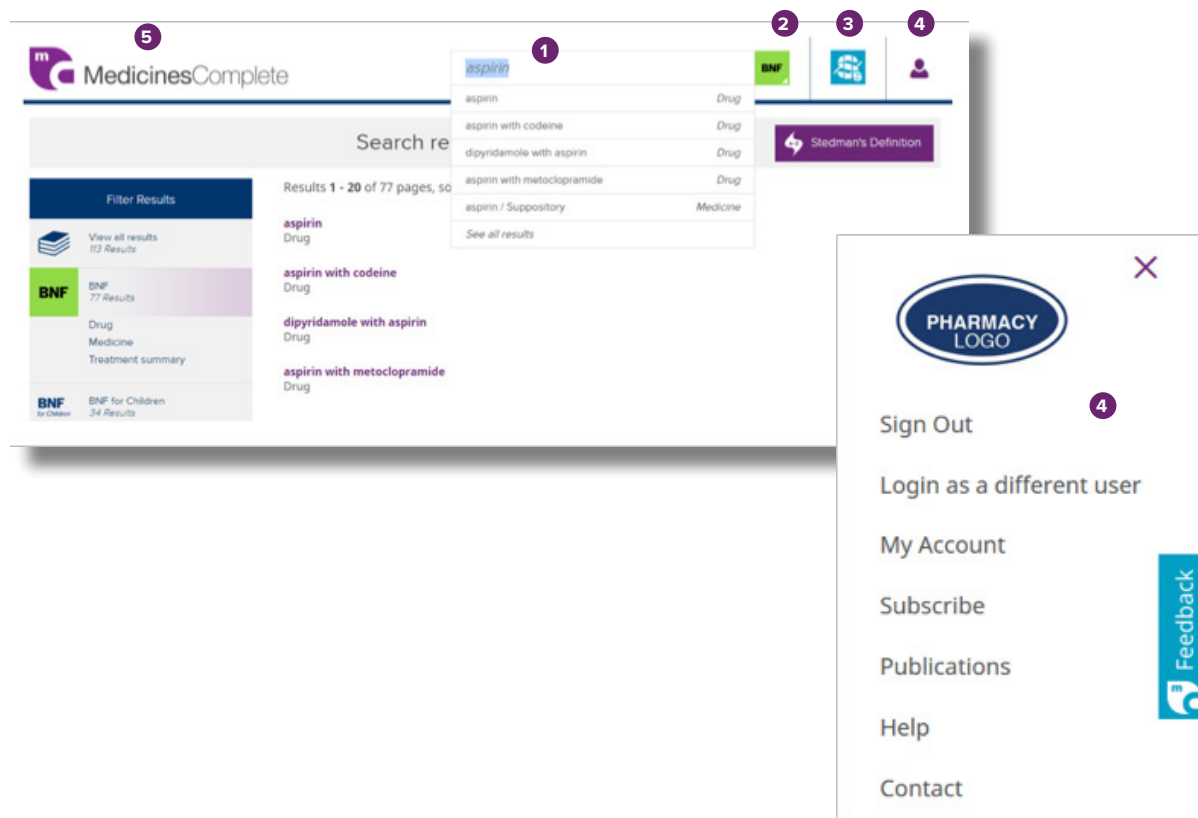 5
2
3
4
1
m
MedicinesComplete
aspirin
BNF
aspirin Drug
aspirin with codeine Drug
dipyridamole with aspirin Drug
aspirin with metoclopramide Drug
aspirin / Suppository Medicine
See all results
Search re
Stedman's Definition
Filter Results
View all results
113 Results
BNF
BNF
77 Results
Drug
Medicine
Treatment summary
BNF
for Children
BNF for Children
34 Results
Results 1 - 20 of 77 pages, so
aspirin
Drug
aspirin with codeine
Drug
dipyridamole with aspirin
Drug
aspirin with metoclopramide
Drug
PHARMACY
LOGO
4
Sign Out
Login as a different user
My Account
Subscribe
Publications
Help
Contact
Feedback
m